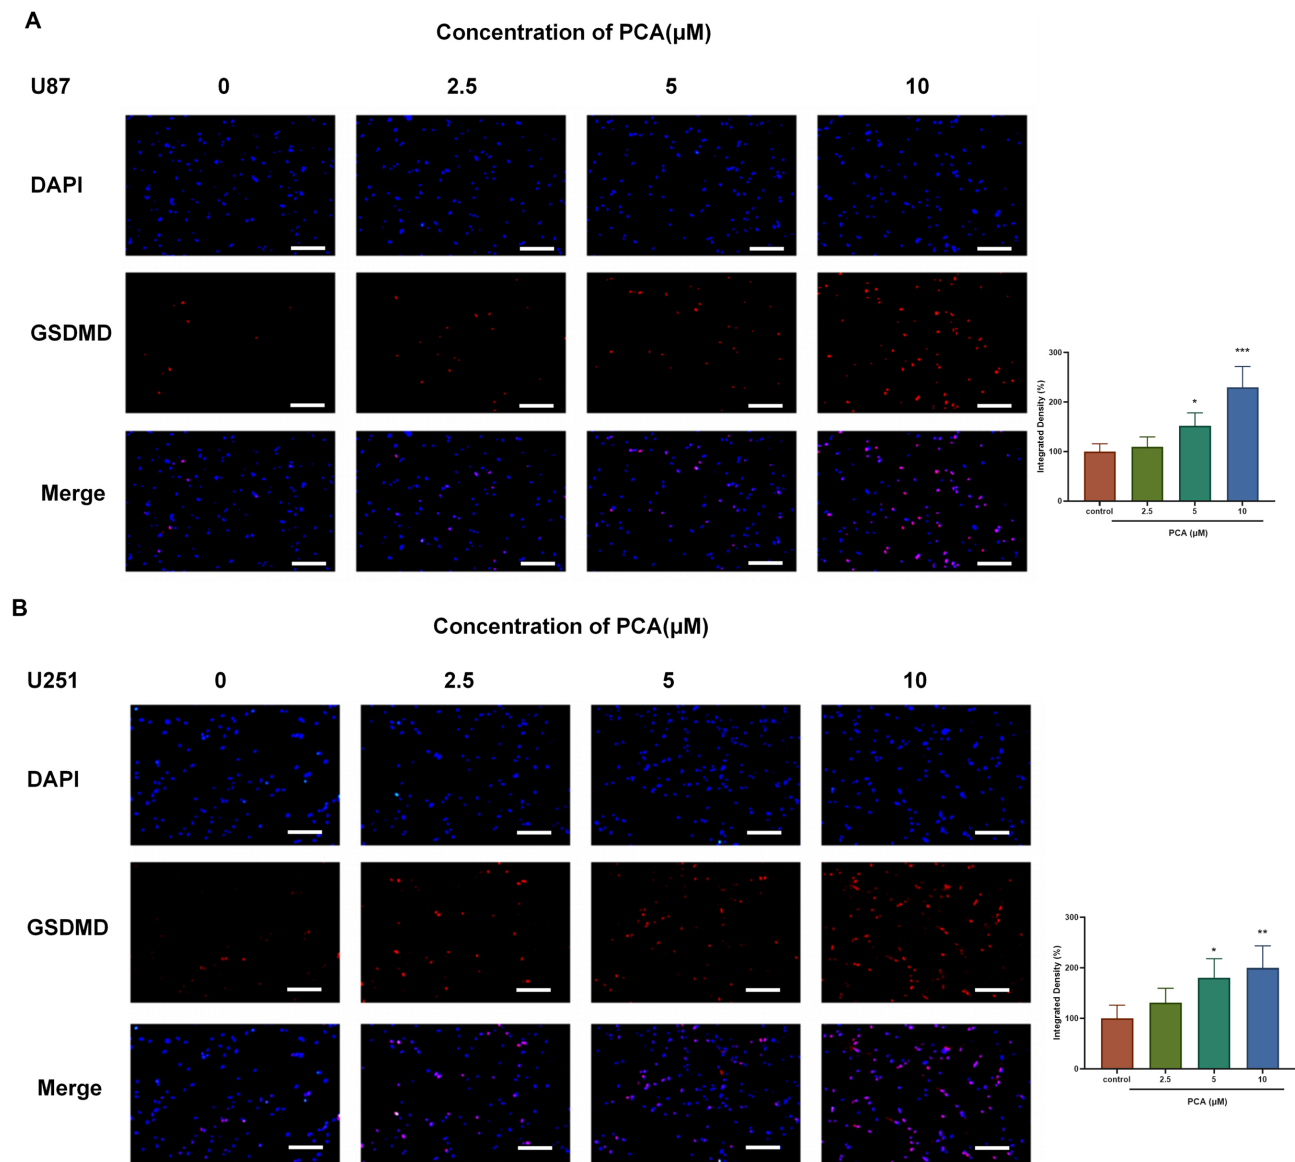 A
Concentration of PCA(µM)
U87 0 2.5 5 10
DAPI
GSDMD
Merge
***
*
300
200
100
0
Integrated Density (%)
control 2.5 5 10
PCA (µM)
B
Concentration of PCA(µM)
U251 0 2.5 5 10
DAPI
GSDMD
Merge
**
*
300
200
100
0
Integrated Density (%)
control 2.5 5 10
PCA (µM)